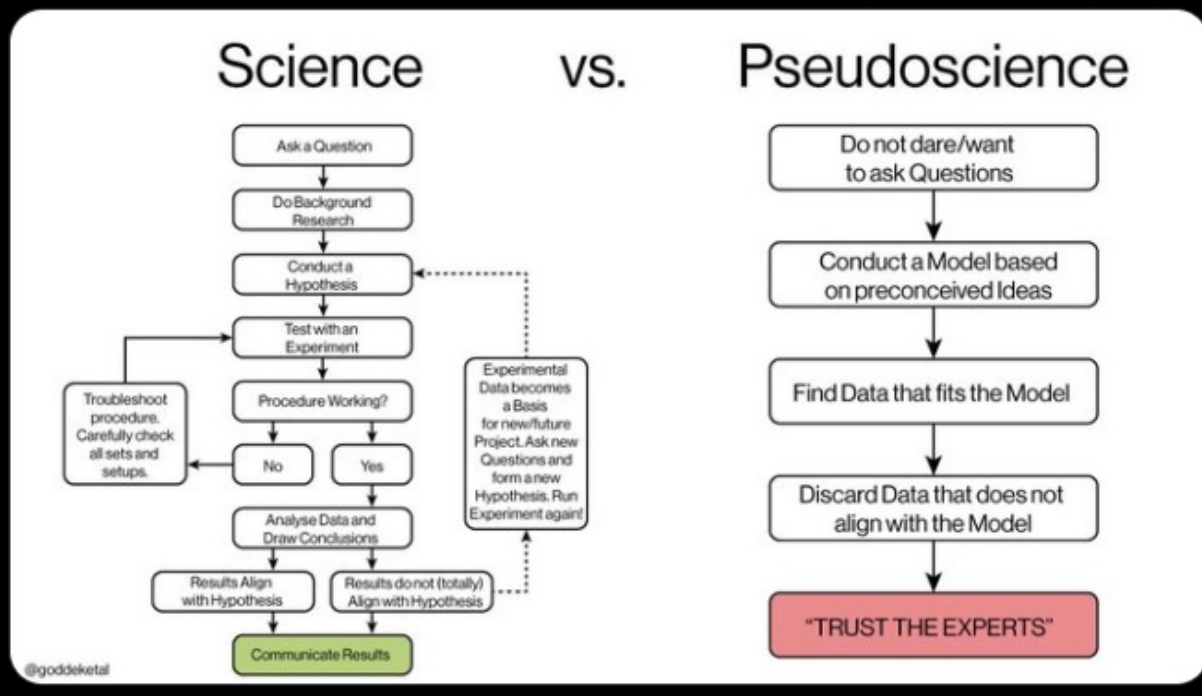 Science vs. Pseudoscience
Ask a Question
Do Background
Research
Conduct a
Hypothesis
Test with an
Experiment
Procedure Working?
No
Yes
Troubleshoot
procedure.
Carefully check
all sets and
setups.
Analyse Data and
Draw Conclusions
Results Align
with Hypothesis
Results do not (totally)
Align with Hypothesis
Experimental
Data becomes
a Basis
for new/future
Project. Ask new
Questions and
form a new
Hypothesis. Run
Experiment again!
Communicate Results
Do not dare/want
to ask Questions
Conduct a Model based
on preconceived Ideas
Find Data that fits the Model
Discard Data that does not
align with the Model
"TRUST THE EXPERTS"
@goddeketal